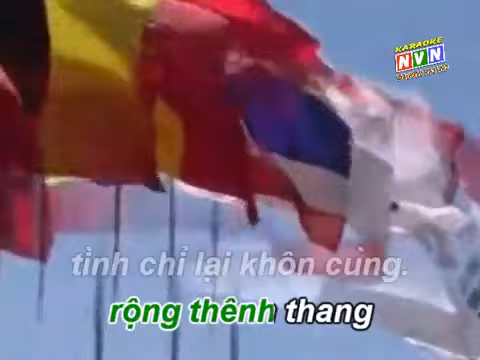 KARAOKE
NVN
tình chỉ lại khôn cùng.
rộng thênh thang